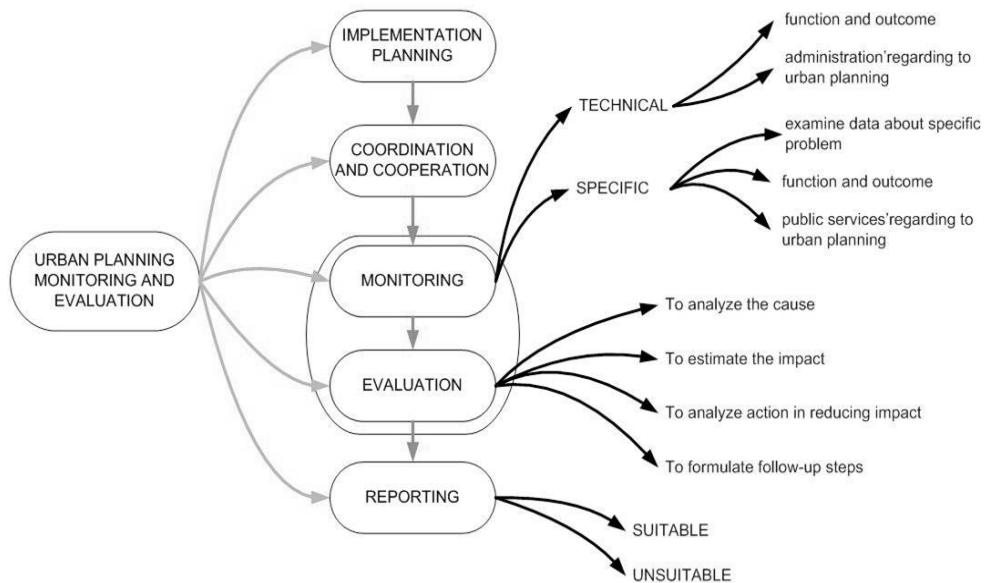 URBAN PLANNING
MONITORING AND
EVALUATION
IMPLEMENTATION
PLANNING
COORDINATION
AND COOPERATION
MONITORING
EVALUATION
REPORTING
TECHNICAL
function and outcome
administration'regarding to
urban planning
SPECIFIC
examine data about specific
problem
function and outcome
public services'regarding to
urban planning
To analyze the cause
To estimate the impact
To analyze action in reducing impact
To formulate follow-up steps
SUITABLE
UNSUITABLE